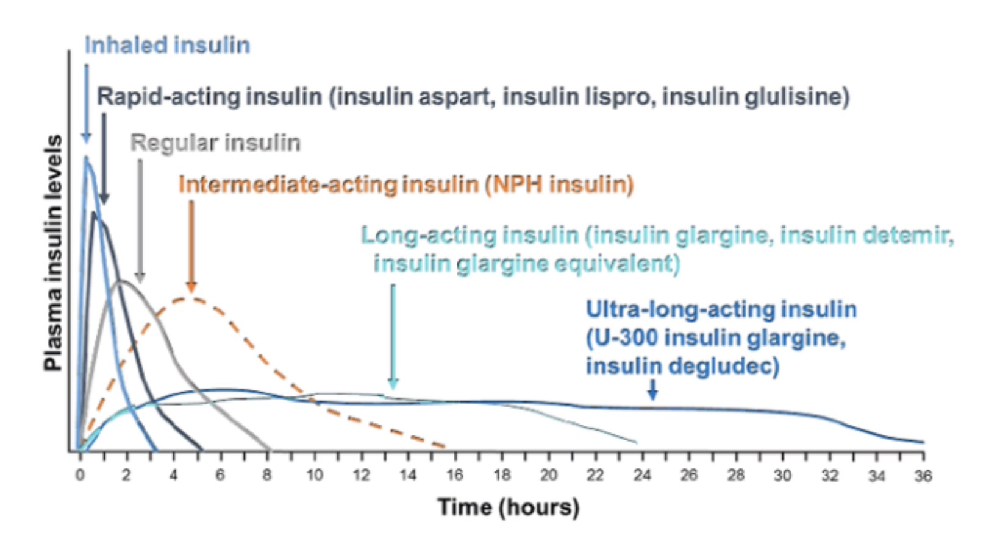 Inhaled insulin
Rapid-acting insulin (insulin aspart, insulin lispro, insulin glulisine)
Regular insulin
Intermediate-acting insulin (NPH insulin)
Long-acting insulin (insulin glargine, insulin detemir,
insulin glargine equivalent)
Ultra-long-acting insulin
(U-300 insulin glargine,
insulin degludec)
Plasma insulin levels
0 2 4 6 8 10 12 14 16 18 20 22 24 26 28 30 32 34 36
Time (hours)